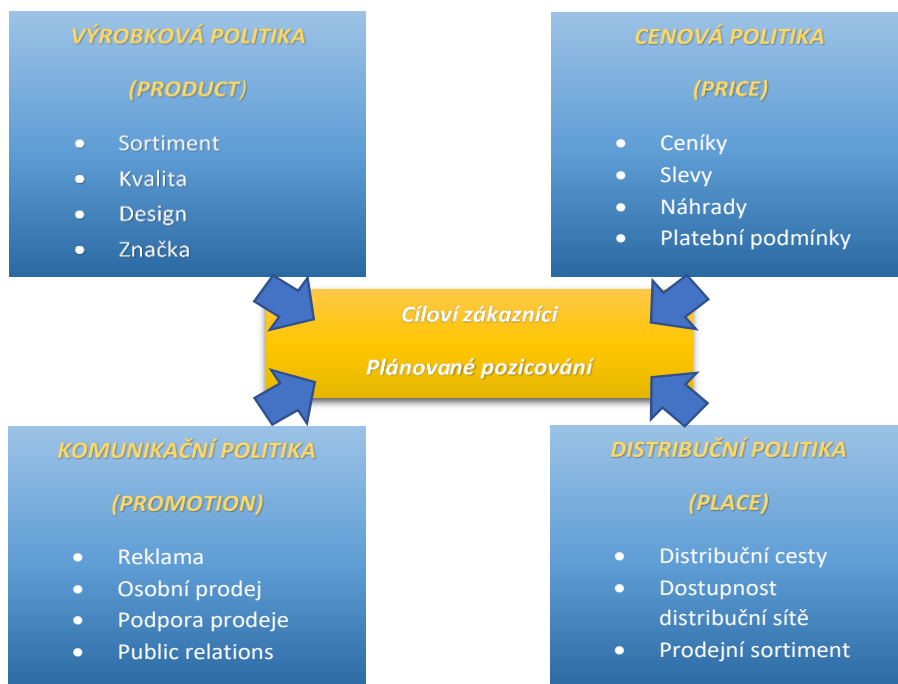 VÝROBKOVÁ POLITIKA
(PRODUCT)
• Sortiment
• Kvalita
• Design
• Značka
CENOVÁ POLITIKA
(PRICE)
• Ceníky
• Slevy
• Náhrady
• Platební podmínky
Cíloví zákazníci
Plánované pozicování
KOMUNIKAČNÍ POLITIKA
(PROMOTION)
• Reklama
• Osobní prodej
• Podpora prodeje
• Public relations
DISTRIBUČNÍ POLITIKA
(PLACE)
• Distribuční cesty
• Dostupnost
distribuční sítě
• Prodejní sortiment